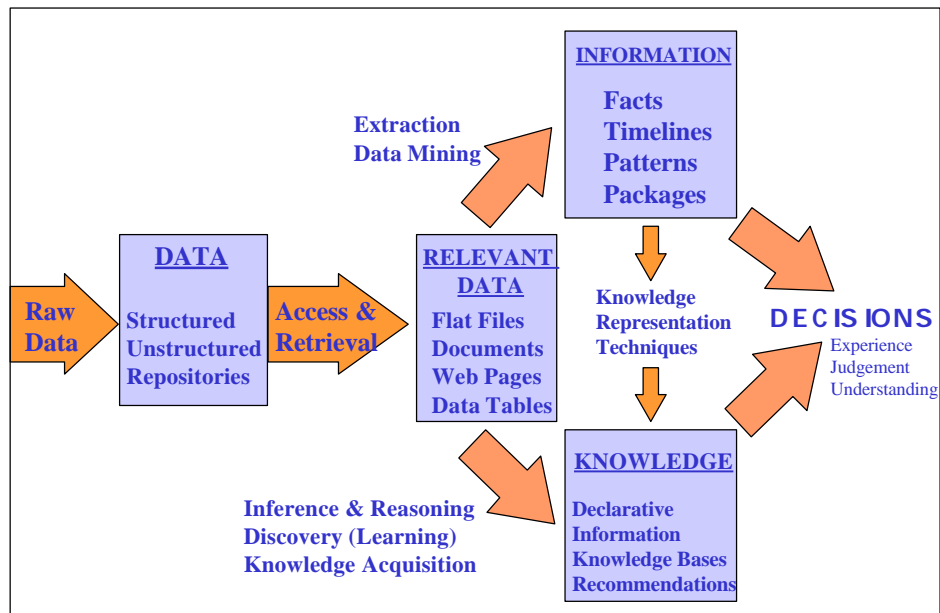 Raw
Data
DATA
Structured
Unstructured
Repositories
Access &
Retrieval
RELEVANT
DATA
Flat Files
Documents
Web Pages
Data Tables
Extraction
Data Mining
INFORMATION
Facts
Timelines
Patterns
Packages
Knowledge
Representation
Techniques
Inference & Reasoning
Discovery (Learning)
Knowledge Acquisition
KNOWLEDGE
Declarative
Information
Knowledge Bases
Recommendations
DECISIONS
Experience
Judgement
Understanding